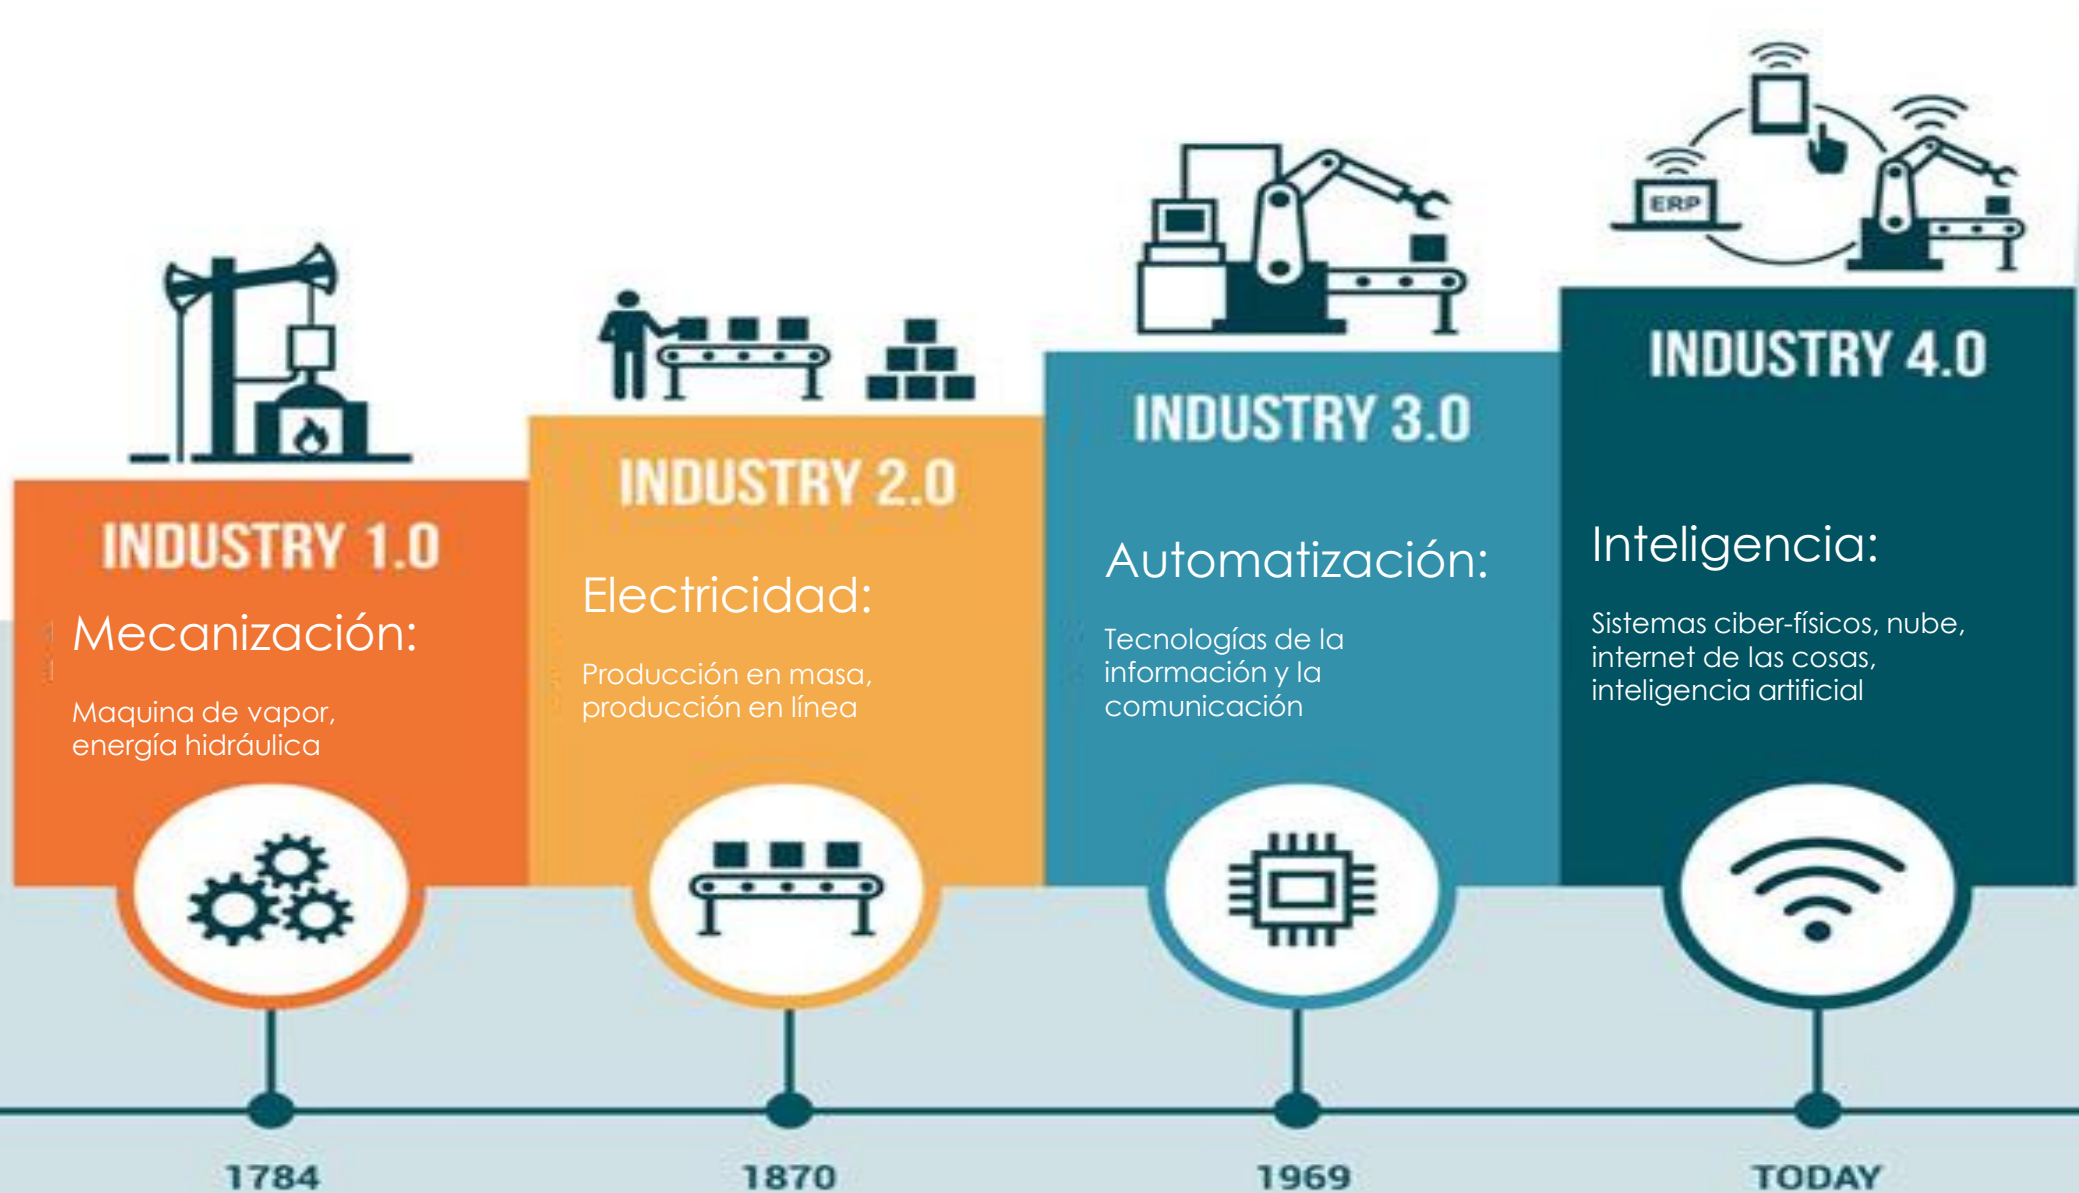 INDUSTRY 1.0
Mecanización:
Maquina de vapor,
energía hidráulica
1784
INDUSTRY 2.0
Electricidad:
Producción en masa,
producción en línea
1870
INDUSTRY 3.0
Automatización:
Tecnologías de la
información y la
comunicación
1969
ERP
INDUSTRY 4.0
Inteligencia:
Sistemas ciber-físicos, nube,
internet de las cosas,
inteligencia artificial
TODAY